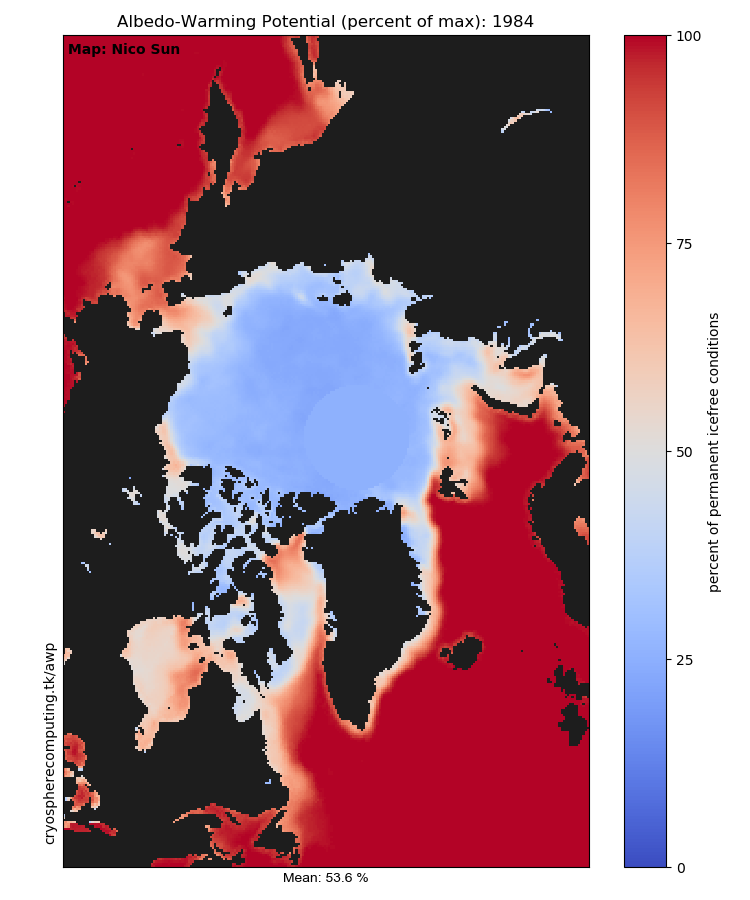 Albedo-Warming Potential (percent of max): 1984
Map: Nico Sun
100
75
50
25
0
percent of permanent icefree conditions
cryospherecomputing.tk/awp
Mean: 53.6 %